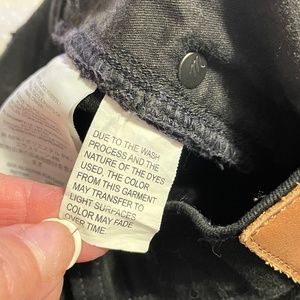 DUE TO THE WASH
PROCESS AND THE
NATURE OF THE DYES
USED, THE COLOR
FROM THIS GARMENT
MAY TRANSFER TO
LIGHT SURFACES
COLOR MAY FADE
OVER TIME.